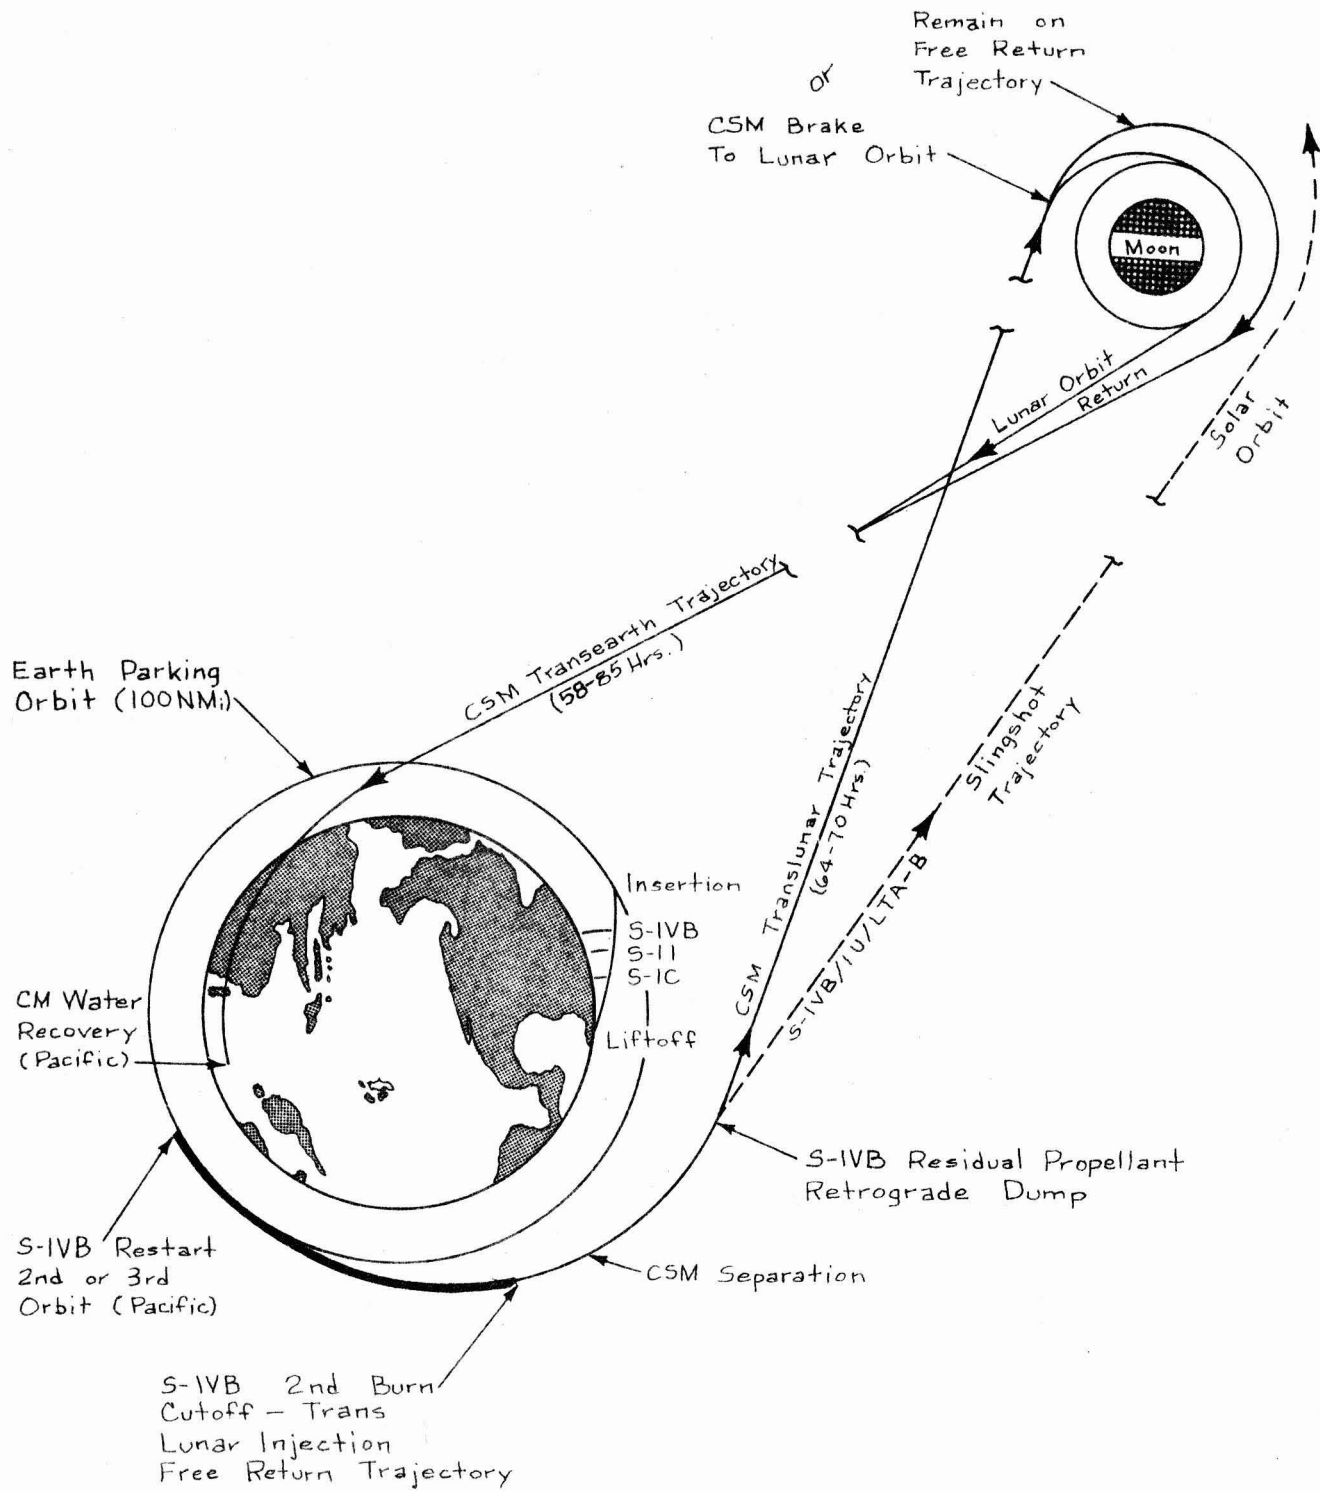 Remain on
Free Return
Trajectory
or
CSM Brake
To Lunar Orbit
Moon
Lunar Orbit
Return
Solar
Orbit
CSM Transearth Trajectory
(58-85 Hrs.)
Earth Parking
Orbit (100 NMi)
CSM Translunar Trajectory
(64-70 Hrs.)
Slingshot
Trajectory
S-IVB/IU/LTA-B
Insertion
S-IVB
S-II
S-IC
Liftoff
CM Water
Recovery
(Pacific)
S-IVB Residual Propellant
Retrograde Dump
S-IVB Restart
2nd or 3rd
Orbit (Pacific)
CSM Separation
S-IVB 2nd Burn
Cutoff - Trans
Lunar Injection
Free Return Trajectory